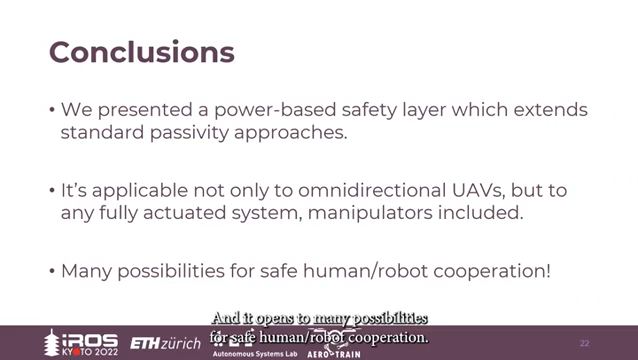 Conclusions
• We presented a power-based safety layer which extends
standard passivity approaches.
• It's applicable not only to omnidirectional UAVs, but to
any fully actuated system, manipulators included.
• Many possibilities for safe human/robot cooperation!
And it opens to many possibilities
for safe human/robot cooperation.
iROS
KYOTO 2022
ETH zürich
Autonomous Systems Lab
AERO-TRAIN
22